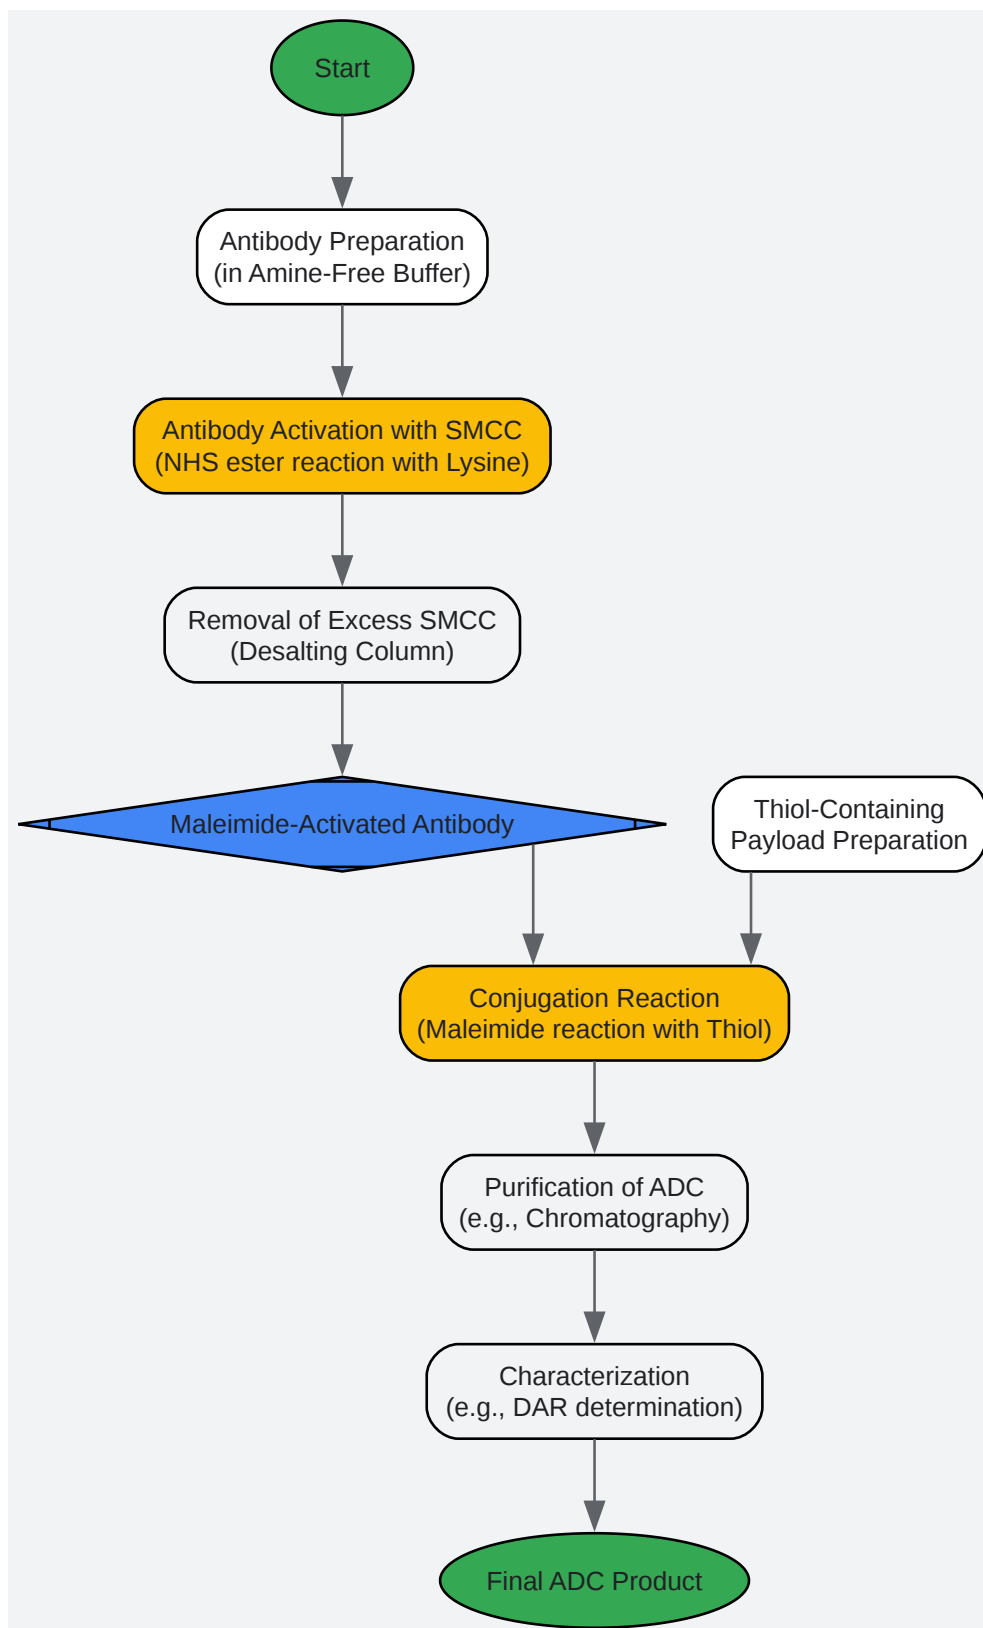 Start
Antibody Preparation
(in Amine-Free Buffer)
Antibody Activation with SMCC
(NHS ester reaction with Lysine)
Removal of Excess SMCC
(Desalting Column)
Maleimide-Activated Antibody
Thiol-Containing
Payload Preparation
Conjugation Reaction
(Maleimide reaction with Thiol)
Purification of ADC
(e.g., Chromatography)
Characterization
(e.g., DAR determination)
Final ADC Product